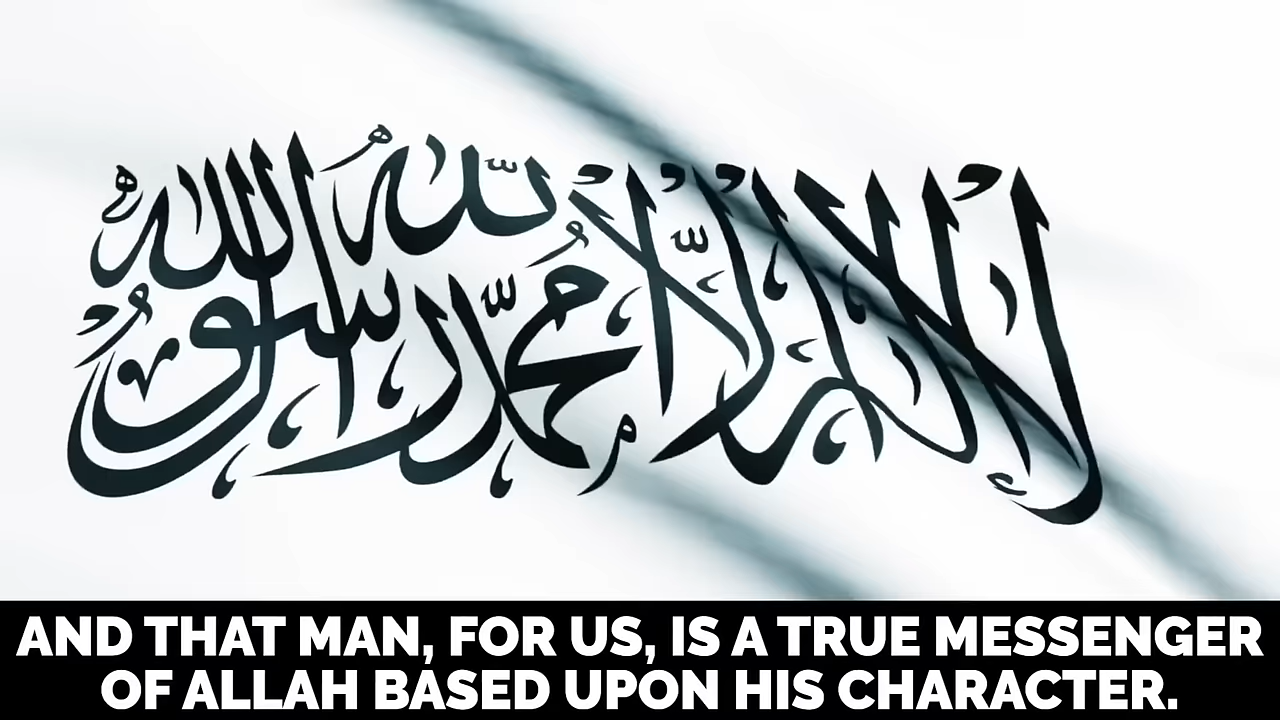 لا إله إلا الله محمد رسول الله
AND THAT MAN, FOR US, IS A TRUE MESSENGER
OF ALLAH BASED UPON HIS CHARACTER.